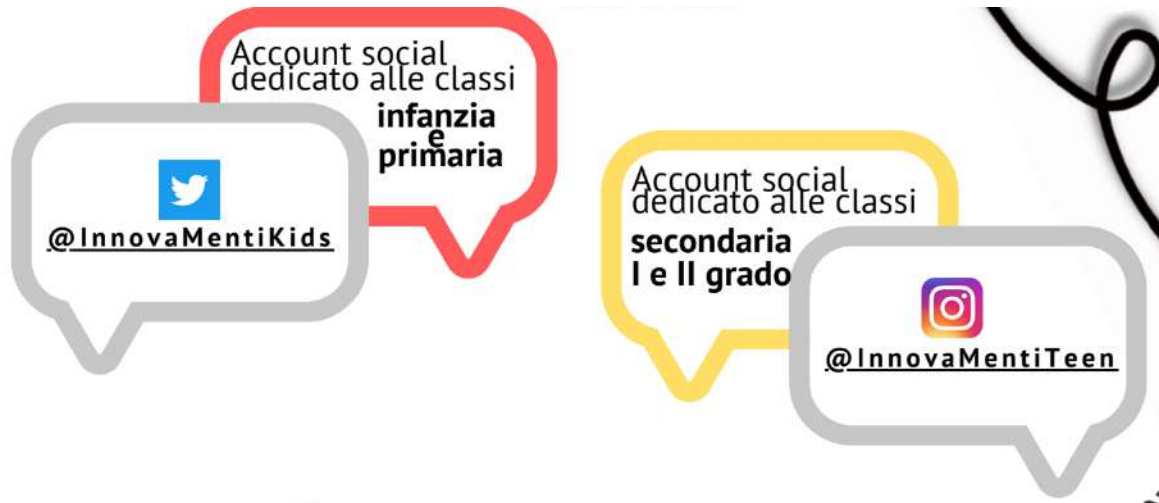 Account social
dedicato alle classi
infanzia
e
primaria
@InnovaMentiKids
Account social
dedicato alle classi
secondaria
I e II grado
@InnovaMentiTeen